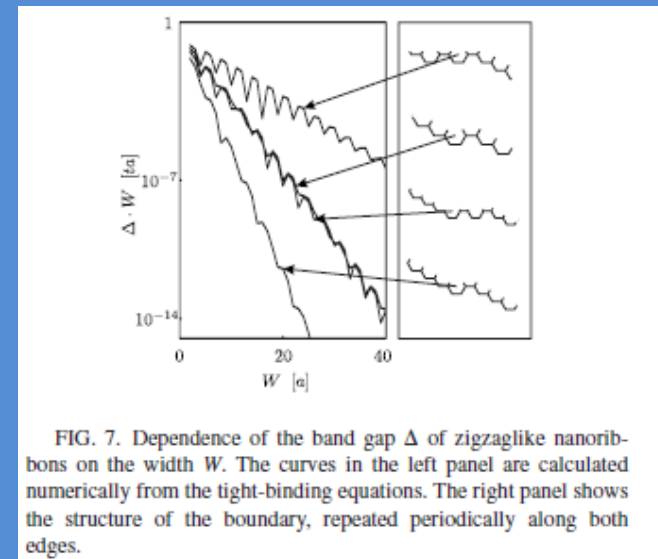 1
10⁻⁷
10⁻¹⁴
Δ · W [ta]
0 20 40
W [a]
FIG. 7. Dependence of the band gap Δ of zigzaglike nanorib-
bons on the width W. The curves in the left panel are calculated
numerically from the tight-binding equations. The right panel shows
the structure of the boundary, repeated periodically along both
edges.